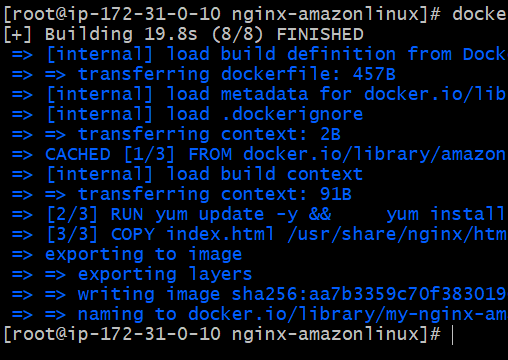 [root@ip-172-31-0-10 nginx-amazonlinux]# docke
[+] Building 19.8s (8/8) FINISHED
=> [internal] load build definition from Dock
=> => transferring dockerfile: 457B
=> [internal] load metadata for docker.io/lib
=> [internal] load .dockerignore
=> => transferring context: 2B
=> CACHED [1/3] FROM docker.io/library/amazon
=> [internal] load build context
=> => transferring context: 91B
=> [2/3] RUN yum update -y &&     yum install
=> [3/3] COPY index.html /usr/share/nginx/htm
=> exporting to image
=> => exporting layers
=> => writing image sha256:aa7b3359c70f383019
=> => naming to docker.io/library/my-nginx-am
[root@ip-172-31-0-10 nginx-amazonlinux]#